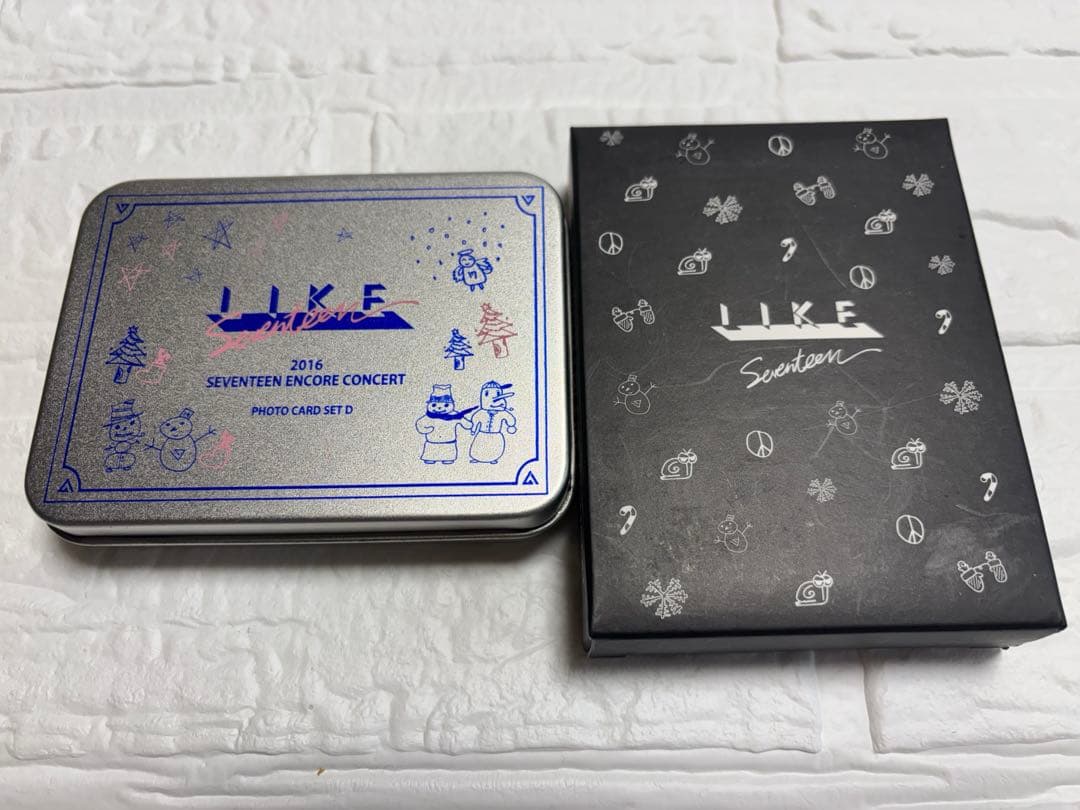 LIKE
Seventeen
2016
SEVENTEEN ENCORE CONCERT
PHOTO CARD SET D
LIKE
Seventeen